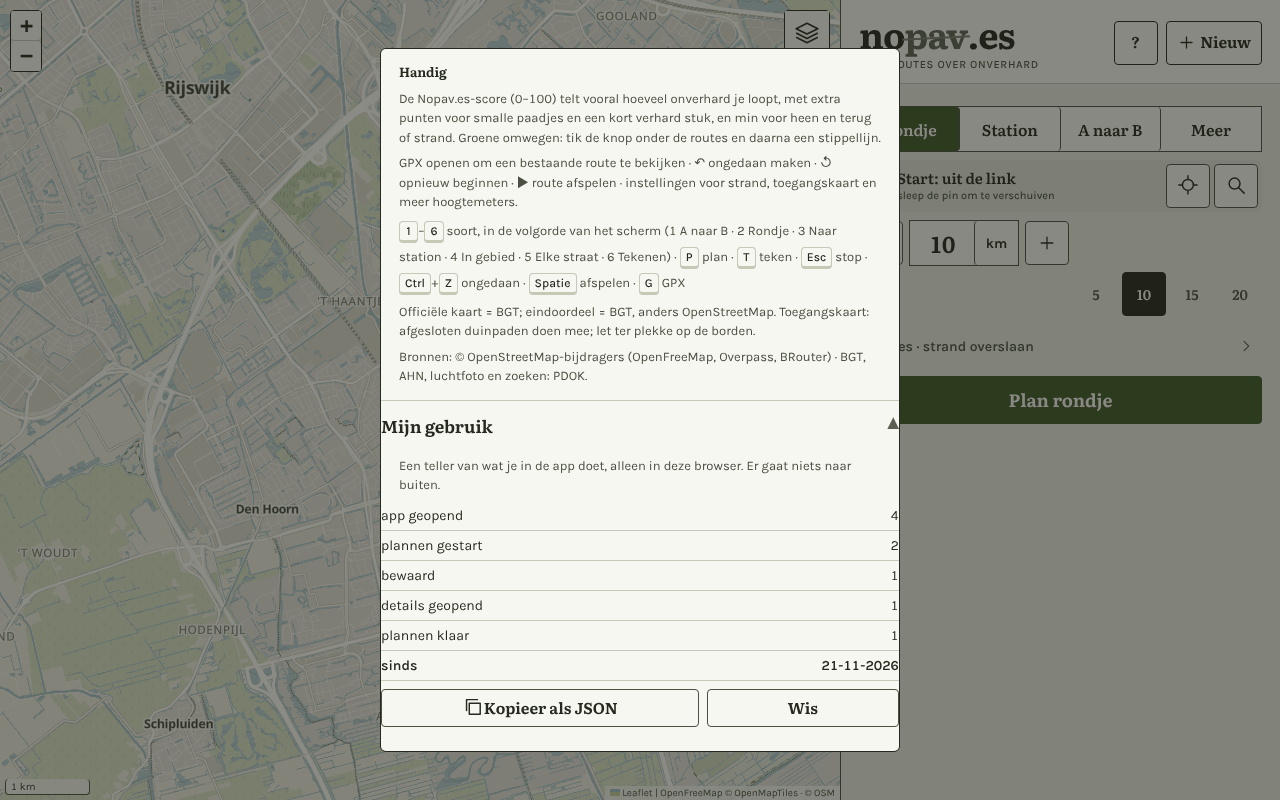 +
−
GOOLAND
Rijswijk
'T HAANTJE
Den Hoorn
'T WOUDT
HODENPIJL
ND
Schipluiden
1 km
Leaflet | OpenFreeMap © OpenMapTiles · © OSM
nopav.es
OUTES OVER ONVERHARD
?
Nieuw
ondje
Station
A naar B
Meer
Start: uit de link
sleep de pin om te verschuiven
10
km
+
5
10
15
20
es · strand overslaan
Plan rondje
Handig
De Nopav.es-score (0–100) telt vooral hoeveel onverhard je loopt, met extra
punten voor smalle paadjes en een kort verhard stuk, en min voor heen en terug
of strand. Groene omwegen: tik de knop onder de routes en daarna een stippellijn.
GPX openen om een bestaande route te bekijken · ↶ ongedaan maken · ↺
opnieuw beginnen · ▶ route afspelen · instellingen voor strand, toegangskaart en
meer hoogtemeters.
1–6 soort, in de volgorde van het scherm (1 A naar B · 2 Rondje · 3 Naar
station · 4 In gebied · 5 Elke straat · 6 Tekenen) · P plan · T teken · Esc stop ·
Ctrl+Z ongedaan · Spatie afspelen · G GPX
Officiële kaart = BGT; eindoordeel = BGT, anders OpenStreetMap. Toegangskaart:
afgesloten duinpaden doen mee; let ter plekke op de borden.
Bronnen: © OpenStreetMap-bijdragers (OpenFreeMap, Overpass, BRouter) · BGT,
AHN, luchtfoto en zoeken: PDOK.
Mijn gebruik ▲
Een teller van wat je in de app doet, alleen in deze browser. Er gaat niets naar
buiten.
app geopend 4
plannen gestart 2
bewaard 1
details geopend 1
plannen klaar 1
sinds 21-11-2026
Kopieer als JSON
Wis